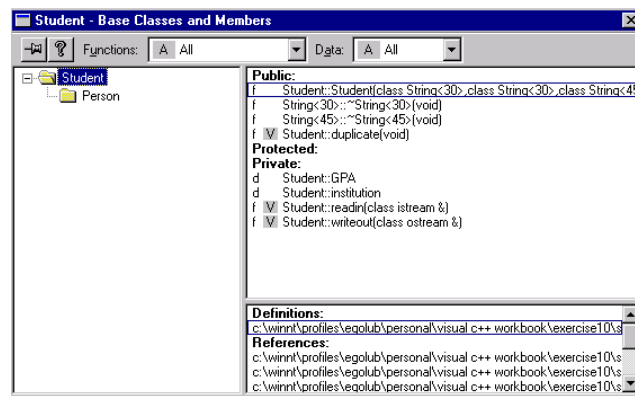 Student - Base Classes and Members
Functions: A All Data: A All
Student
Person
Public:
f Student::Student(class String<30>,class String<30>,class String<45
f String<30>::~String<30>(void)
f String<45>::~String<45>(void)
f V Student::duplicate(void)
Protected:
Private:
d Student::GPA
d Student::institution
f V Student::readin(class istream &)
f V Student::writeout(class ostream &)
Definitions:
c:\winnt\profiles\egolub\personal\visual c++ workbook\exercise10\s
References:
c:\winnt\profiles\egolub\personal\visual c++ workbook\exercise10\s
c:\winnt\profiles\egolub\personal\visual c++ workbook\exercise10\s
c:\winnt\profiles\egolub\personal\visual c++ workbook\exercise10\s